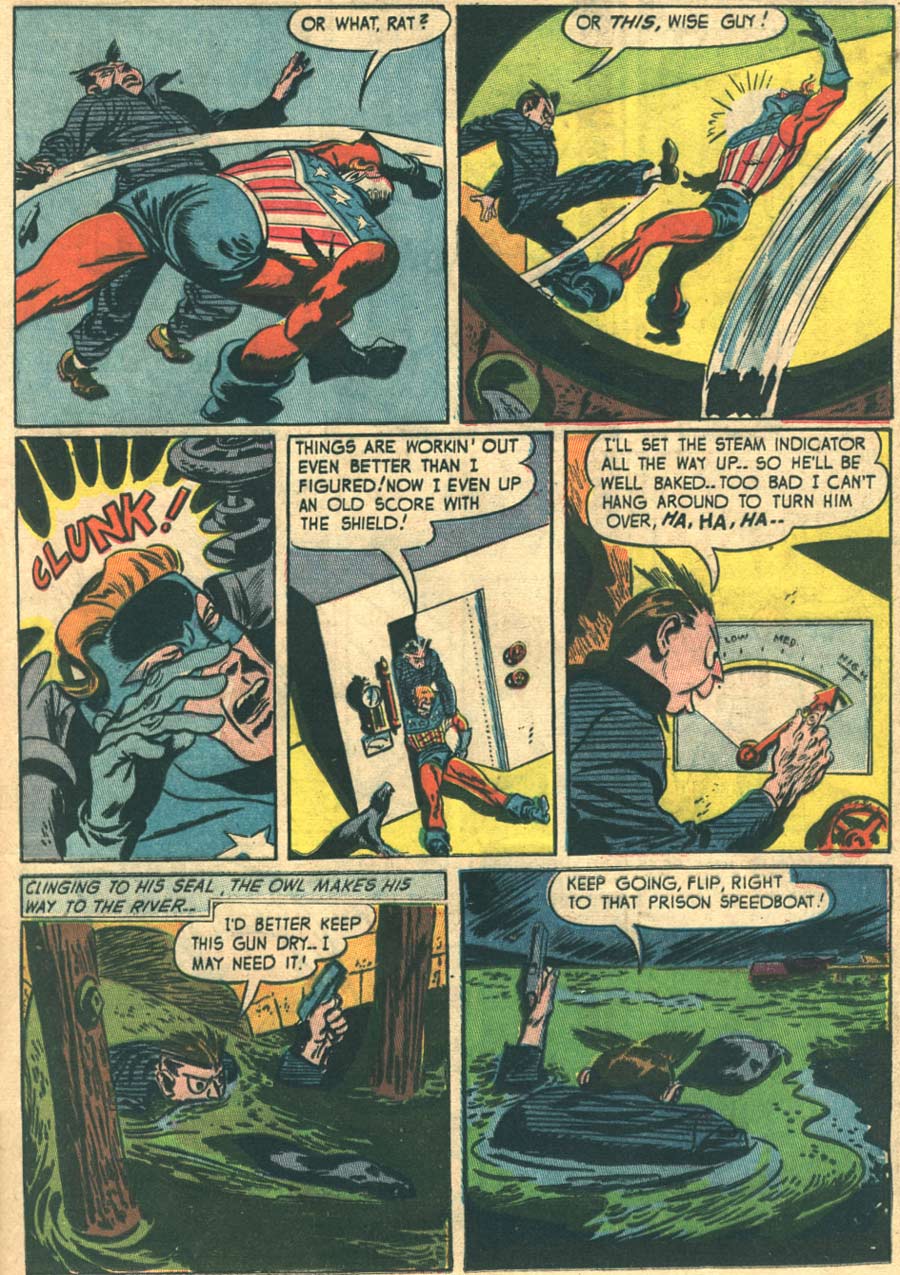 OR WHAT, RAT?
OR THIS, WISE GUY!
CLUNK!
THINGS ARE WORKIN' OUT
EVEN BETTER THAN I
FIGURED! NOW I EVEN UP
AN OLD SCORE WITH
THE SHIELD!
I'LL SET THE STEAM INDICATOR
ALL THE WAY UP.. SO HE'LL BE
WELL BAKED.. TOO BAD I CAN'T
HANG AROUND TO TURN HIM
OVER, HA, HA, HA--
LOW MED. HIGH
CLINGING TO HIS SEAL, THE OWL MAKES HIS
WAY TO THE RIVER..
I'D BETTER KEEP
THIS GUN DRY.. I
MAY NEED IT!
KEEP GOING, FLIP, RIGHT
TO THAT PRISON SPEEDBOAT!